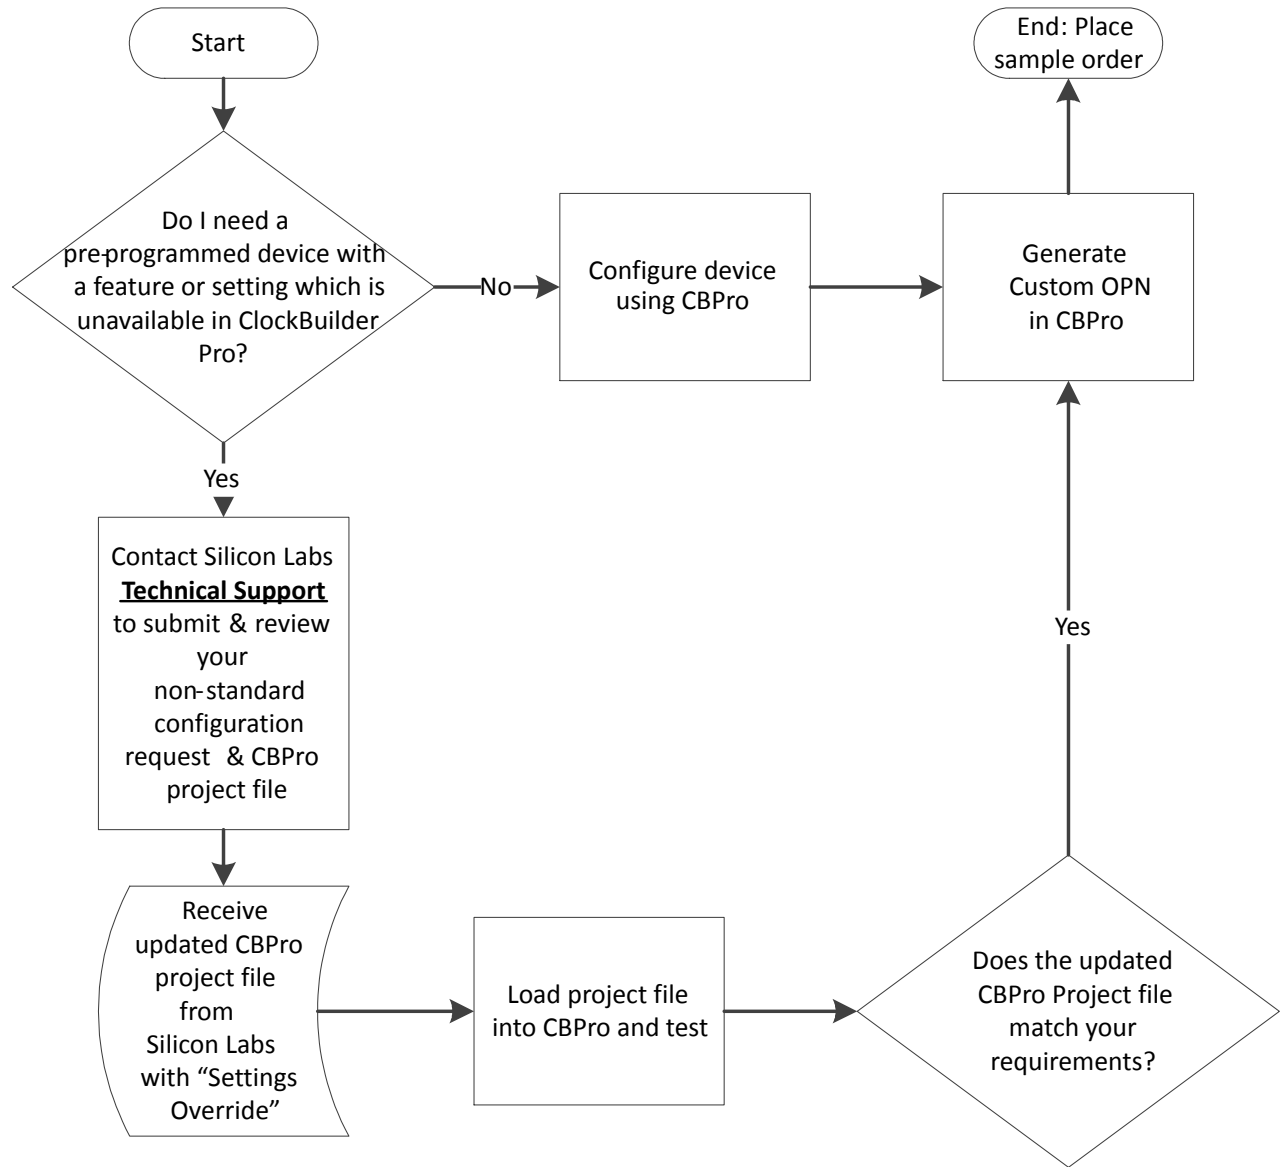 Start
End: Place
sample order
Do I need a
pre-programmed device with
a feature or setting which is
unavailable in ClockBuilder
Pro?
No
Configure device
using CBPro
Generate
Custom OPN
in CBPro
Yes
Contact Silicon Labs
Technical Support
to submit & review
your
non-standard
configuration
request & CBPro
project file
Yes
Receive
updated CBPro
project file
from
Silicon Labs
with “Settings
Override”
Load project file
into CBPro and test
Does the updated
CBPro Project file
match your
requirements?